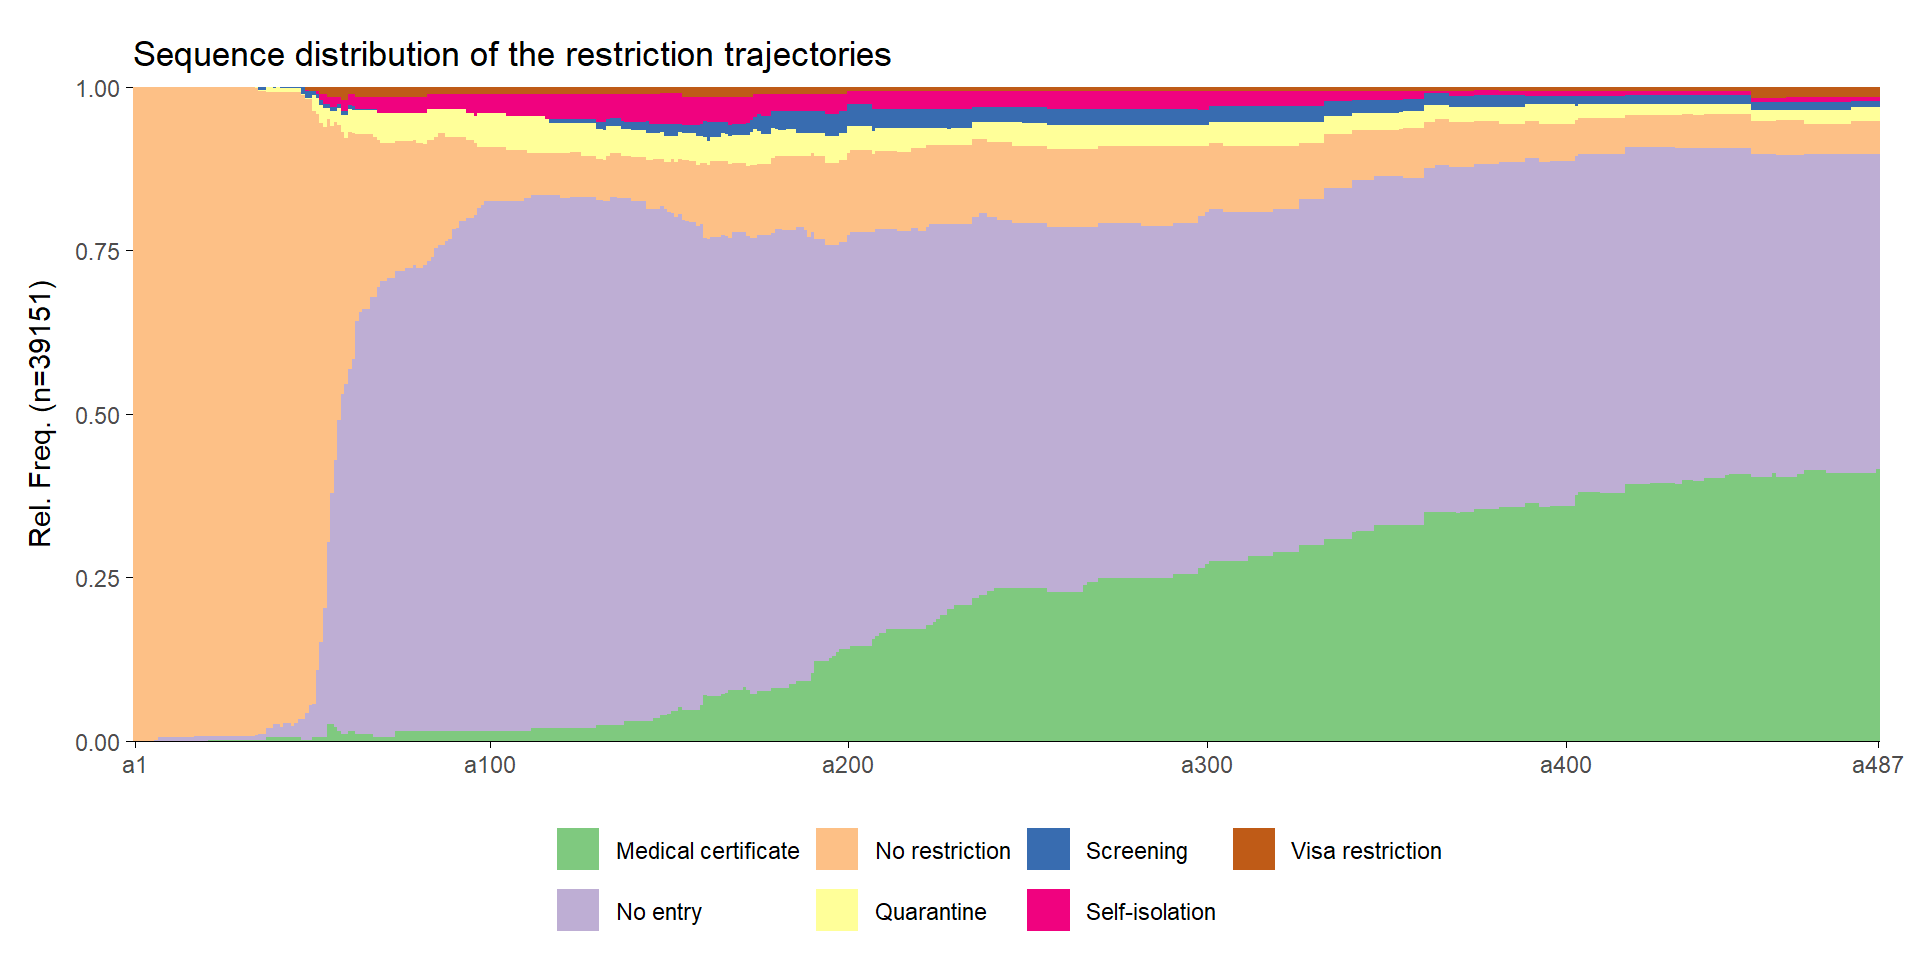 Sequence distribution of the restriction trajectories
1.00
0.75
0.50
0.25
0.00
Rel. Freq. (n=39151)
a1 a100 a200 a300 a400 a487
Medical certificate No restriction Screening Visa restriction
No entry Quarantine Self-isolation